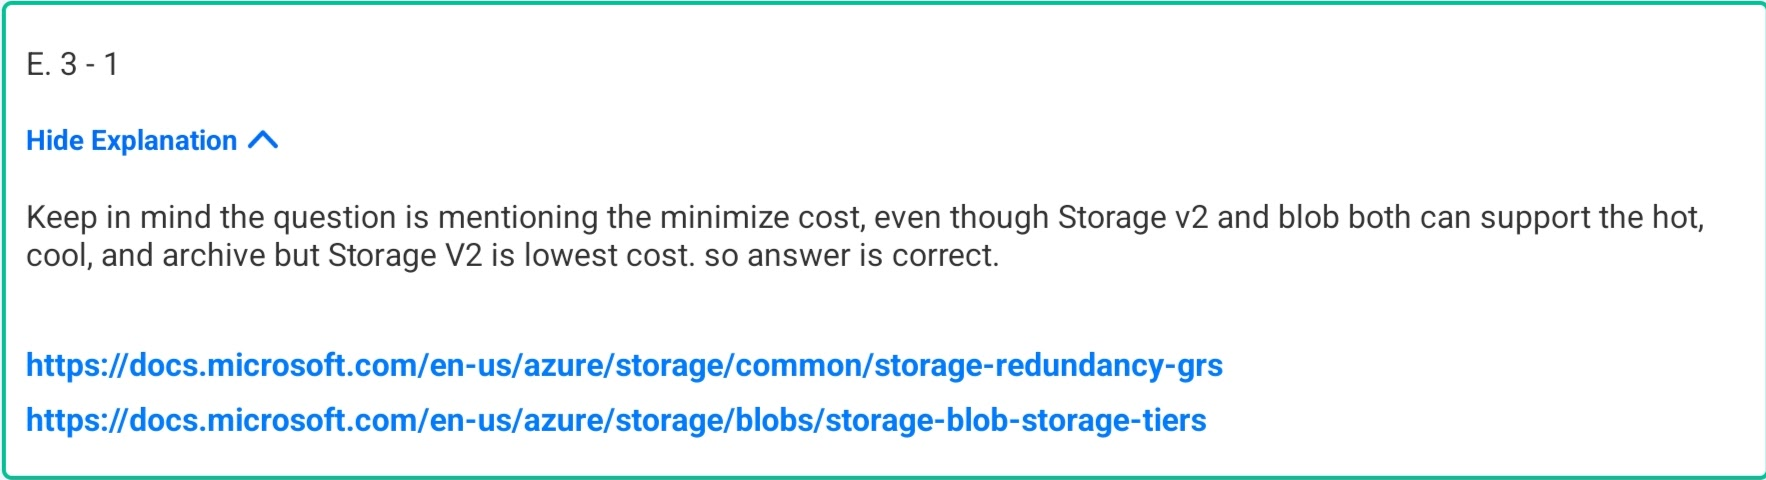 E. 3 - 1
Hide Explanation
Keep in mind the question is mentioning the minimize cost, even though Storage v2 and blob both can support the hot,
cool, and archive but Storage V2 is lowest cost. so answer is correct.
https://docs.microsoft.com/en-us/azure/storage/common/storage-redundancy-grs
https://docs.microsoft.com/en-us/azure/storage/blobs/storage-blob-storage-tiers